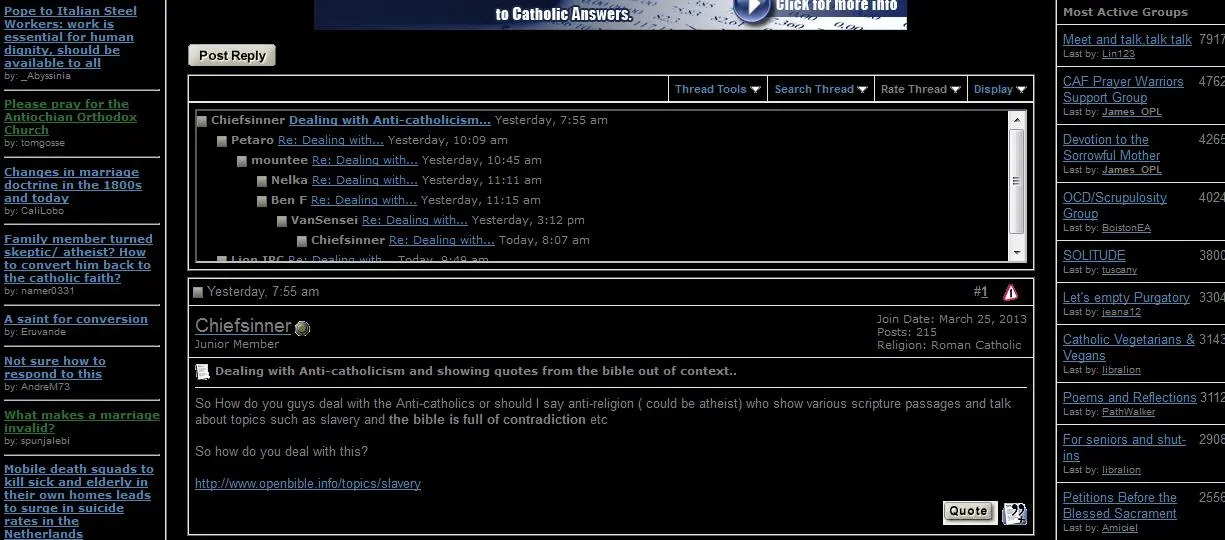 Pope to Italian Steel
Workers: work is
essential for human
dignity, should be
available to all
by: _Abyssinia
Please pray for the
Antiochian Orthodox
Church
by: tomgosse
Changes in marriage
doctrine in the 1800s
and today
by: CaliLobo
Family member turned
skeptic/ atheist? How
to convert him back to
the catholic faith?
by: namer0331
A saint for conversion
by: Eruvande
Not sure how to
respond to this
by: AndreM73
What makes a marriage
invalid?
by: spunjalebi
Mobile death squads to
kill sick and elderly in
their own homes leads
to surge in suicide
rates in the
Netherlands
to Catholic Answers.
Click for more info
Post Reply
Thread Tools Search Thread Rate Thread Display
Chiefsinner Dealing with Anti-catholicism... Yesterday, 7:55 am
Petaro Re: Dealing with... Yesterday, 10:09 am
mountee Re: Dealing with... Yesterday, 10:45 am
Nelka Re: Dealing with... Yesterday, 11:11 am
Ben F Re: Dealing with... Yesterday, 11:15 am
VanSensei Re: Dealing with... Yesterday, 3:12 pm
Chiefsinner Re: Dealing with... Today, 8:07 am
Lion IRC Re: Dealing with... Today, 9:49 am
Yesterday, 7:55 am #1
Chiefsinner
Junior Member
Join Date: March 25, 2013
Posts: 215
Religion: Roman Catholic
Dealing with Anti-catholicism and showing quotes from the bible out of context..
So How do you guys deal with the Anti-catholics or should I say anti-religion ( could be atheist) who show various scripture passages and talk
about topics such as slavery and the bible is full of contradiction etc
So how do you deal with this?
http://www.openbible.info/topics/slavery
Quote
Most Active Groups
Meet and talk,talk talk 7917
Last by: Lin123
CAF Prayer Warriors 4762
Support Group
Last by: James_OPL
Devotion to the 4265
Sorrowful Mother
Last by: James_OPL
OCD/Scrupulosity 4024
Group
Last by: BoistonEA
SOLITUDE 3800
Last by: tuscany
Let's empty Purgatory 3304
Last by: jeana12
Catholic Vegetarians & 3143
Vegans
Last by: libralion
Poems and Reflections 3112
Last by: PathWalker
For seniors and shut- 2908
ins
Last by: libralion
Petitions Before the 2556
Blessed Sacrament
Last by: Amiciel